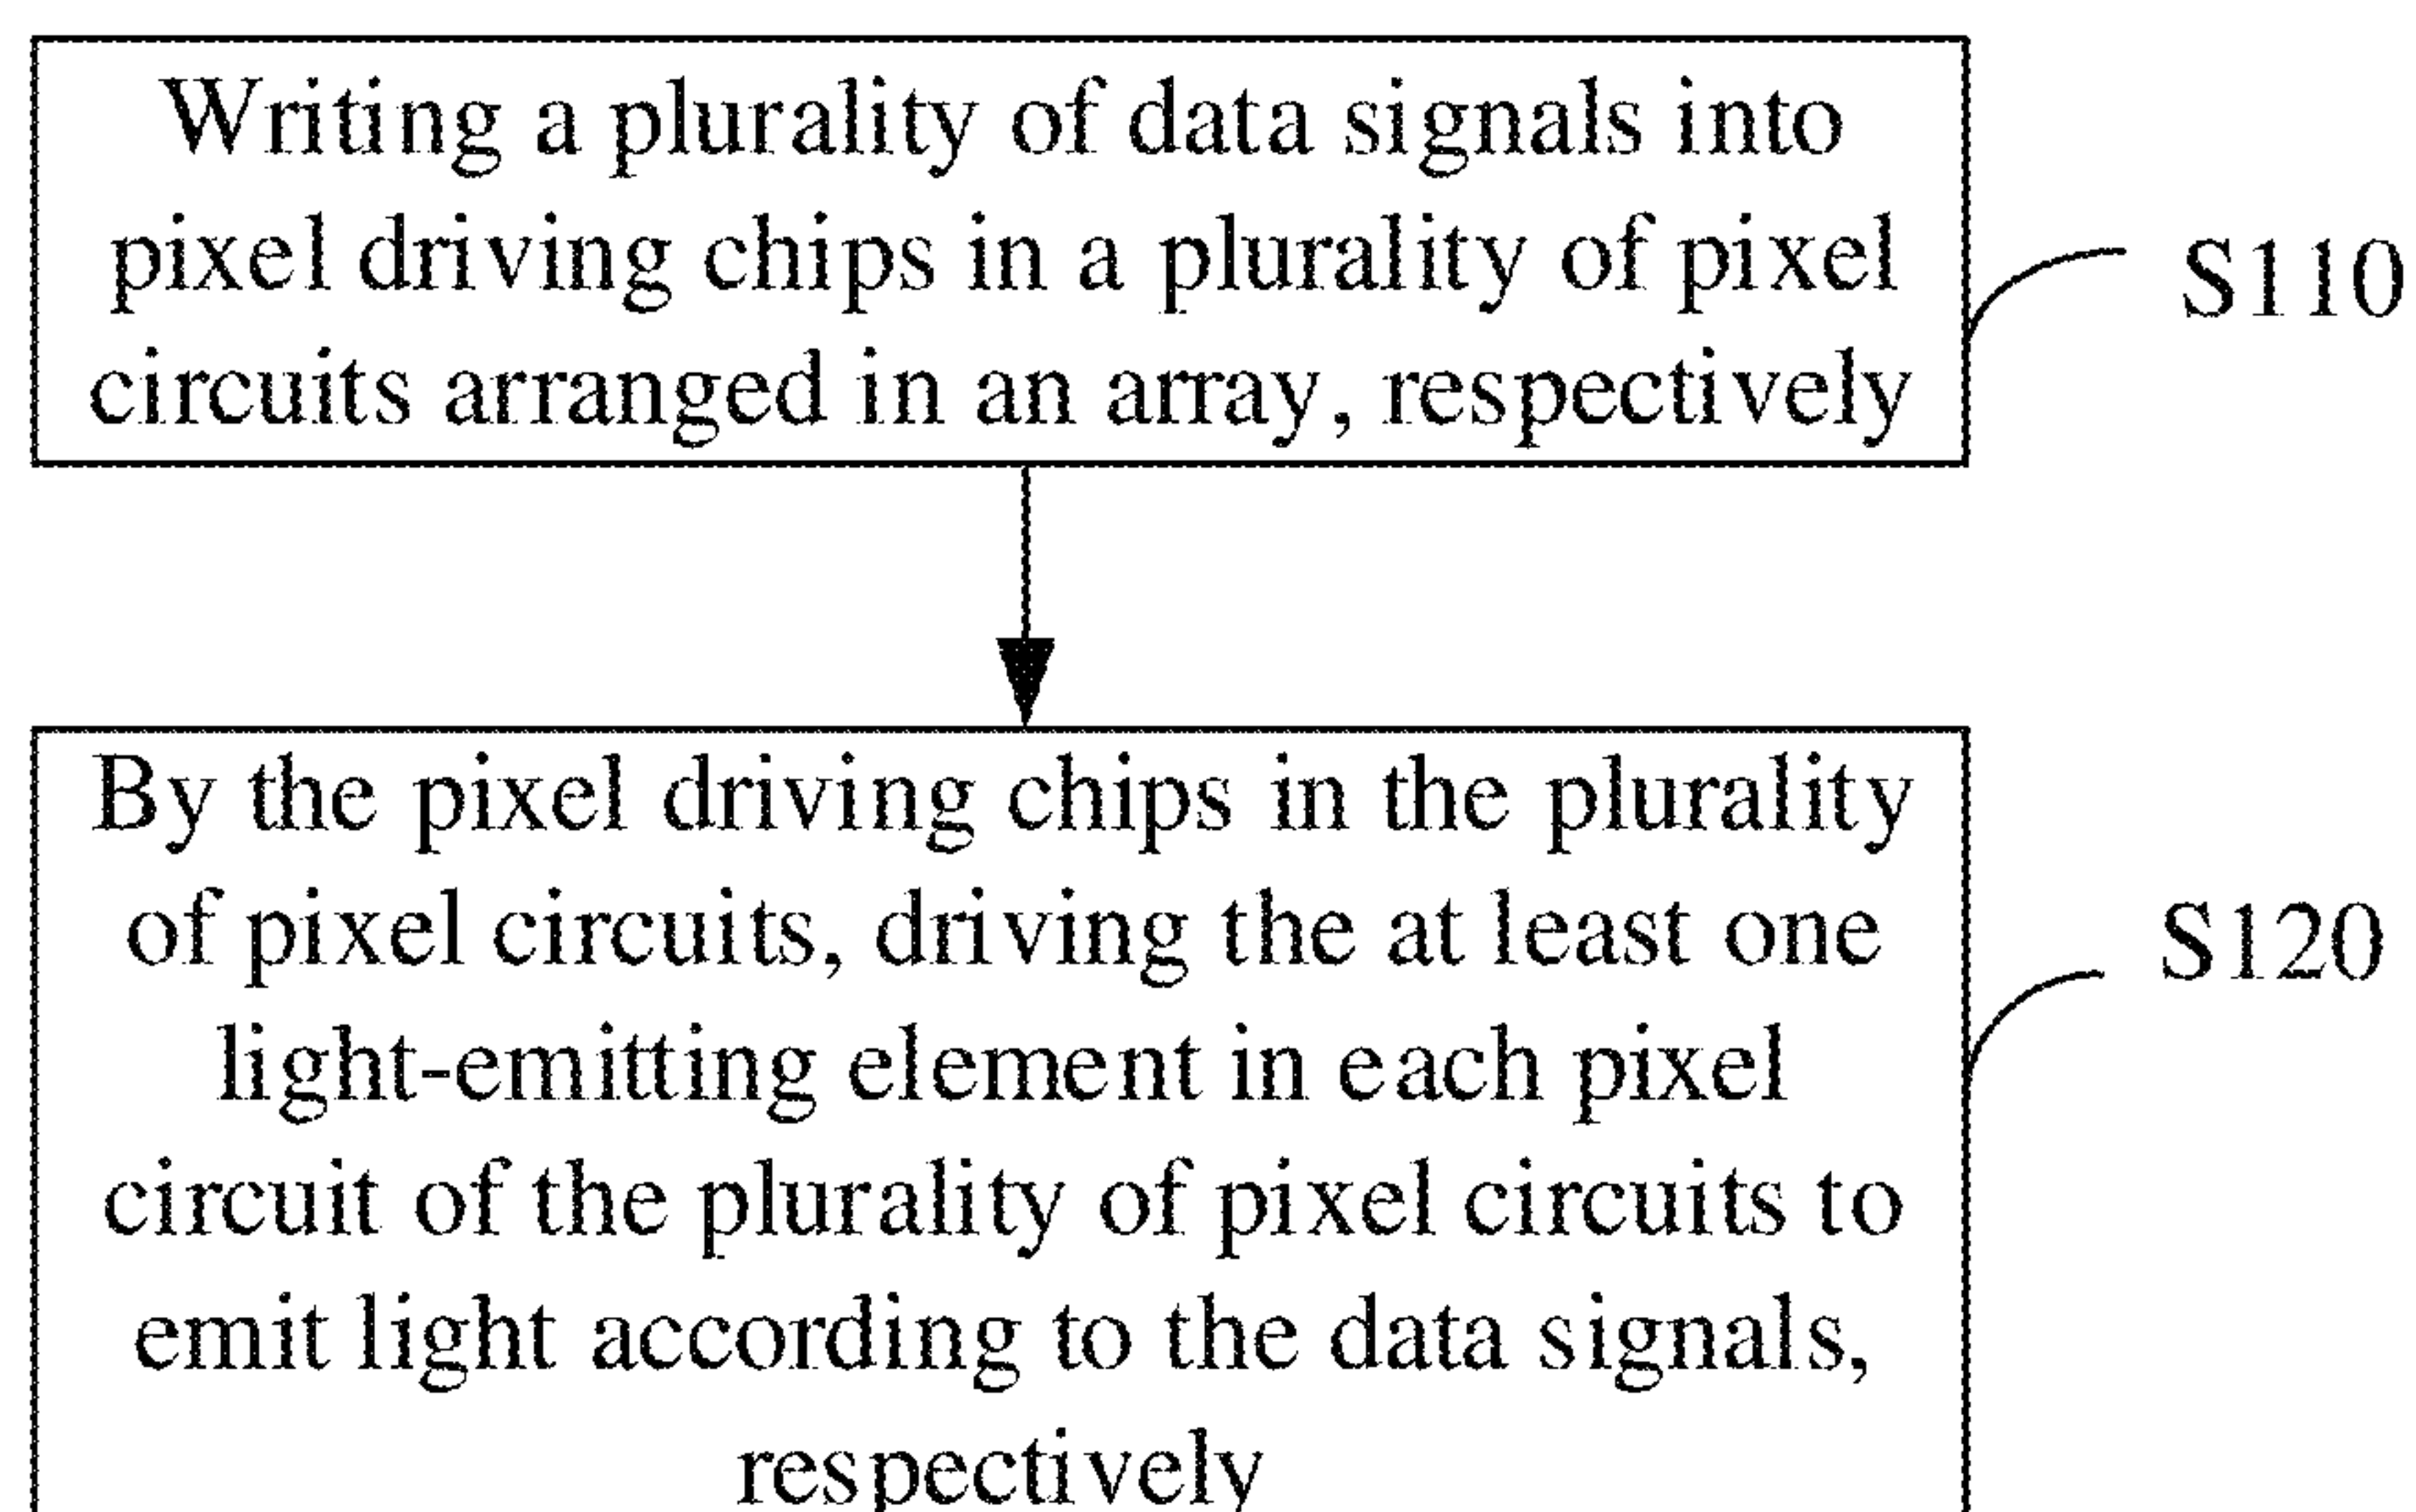 Writing a plurality of data signals into
pixel driving chips in a plurality of pixel
circuits arranged in an array, respectively
S110
By the pixel driving chips in the plurality
of pixel circuits, driving the at least one
light-emitting element in each pixel
circuit of the plurality of pixel circuits to
emit light according to the data signals,
respectively
S120